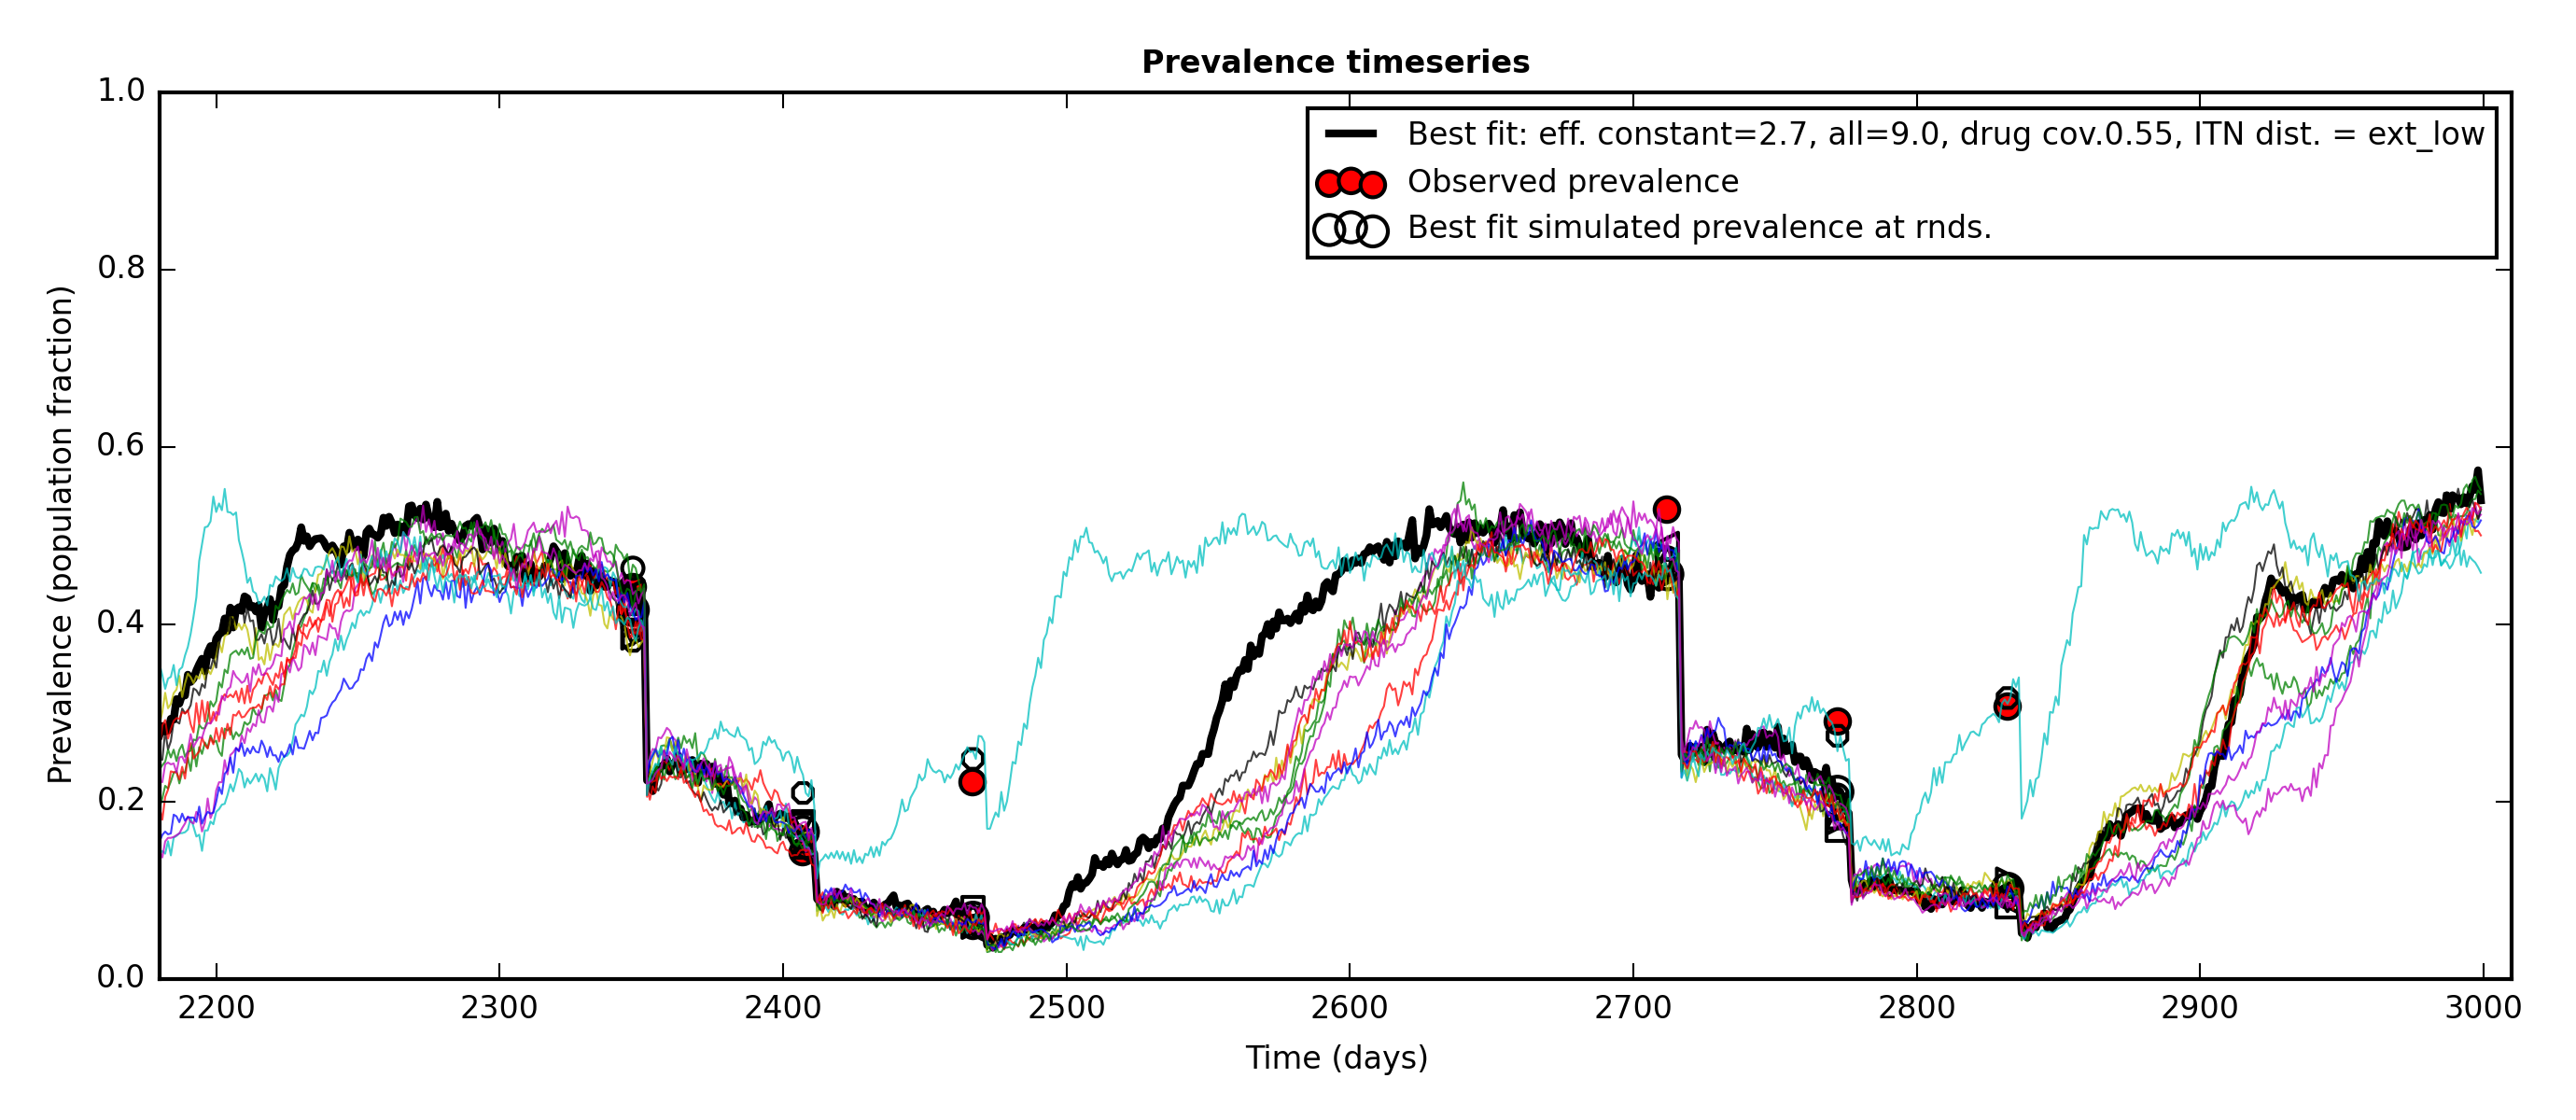 Prevalence timeseries
1.0
0.8
0.6
0.4
0.2
0.0
Prevalence (population fraction)
Best fit: eff. constant=2.7, all=9.0, drug cov.0.55, ITN dist. = ext_low
Observed prevalence
Best fit simulated prevalence at rnds.
2200 2300 2400 2500 2600 2700 2800 2900 3000
Time (days)